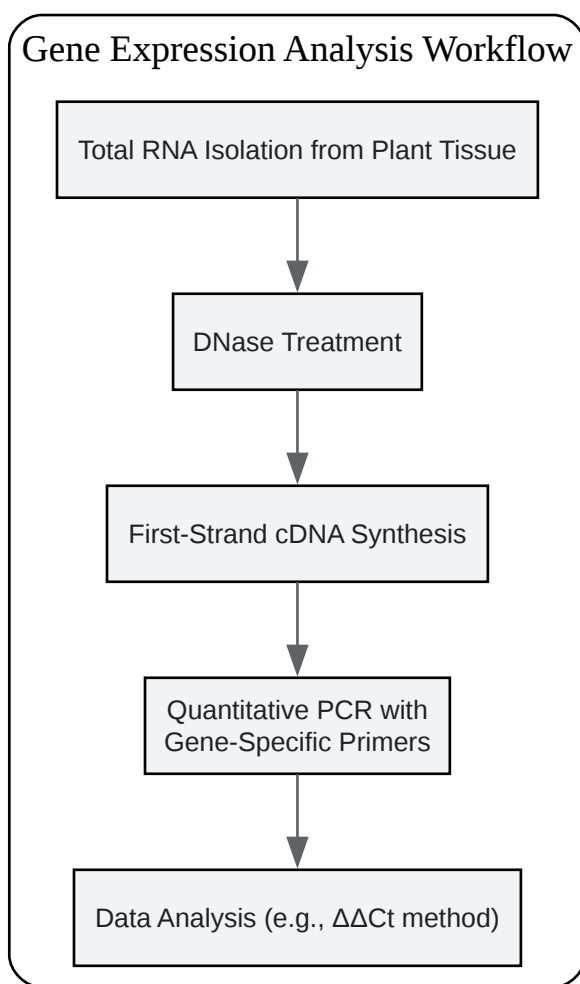 Gene Expression Analysis Workflow
Total RNA Isolation from Plant Tissue
DNase Treatment
First-Strand cDNA Synthesis
Quantitative PCR with
Gene-Specific Primers
Data Analysis (e.g., ΔΔCt method)